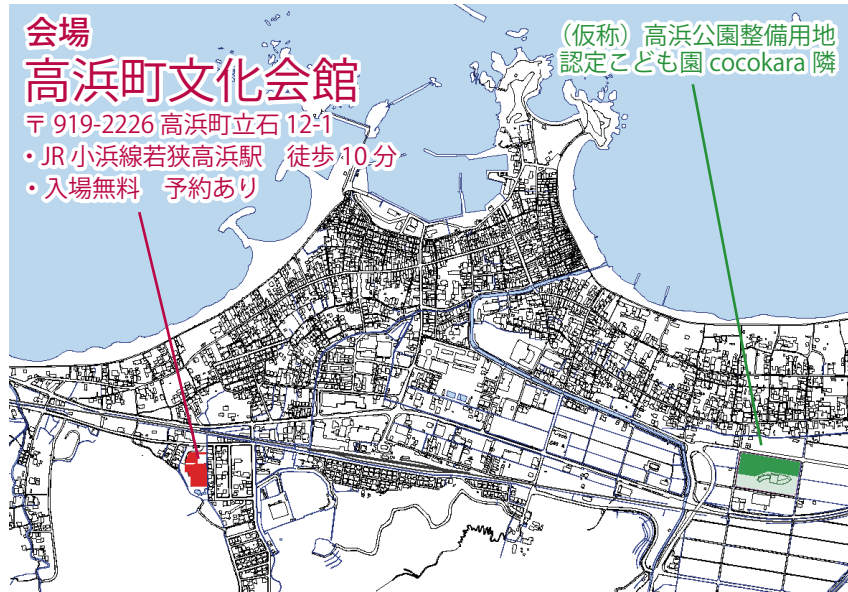 会場
高浜町文化会館
〒919-2226 高浜町立石 12-1
・JR 小浜線若狭高浜駅　徒歩 10 分
・入場無料　予約あり
（仮称）高浜公園整備用地
認定こども園 cocokara 隣